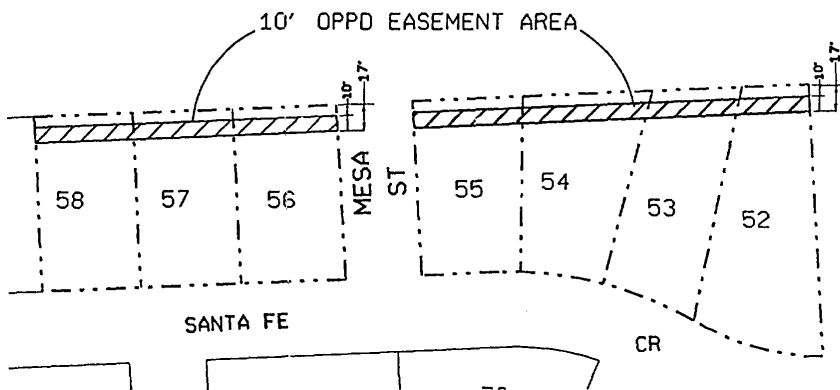 10' OPPD EASEMENT AREA
10'
17'
10'
17'
58
57
56
MESA
ST
55
54
53
52
SANTA FE
CR